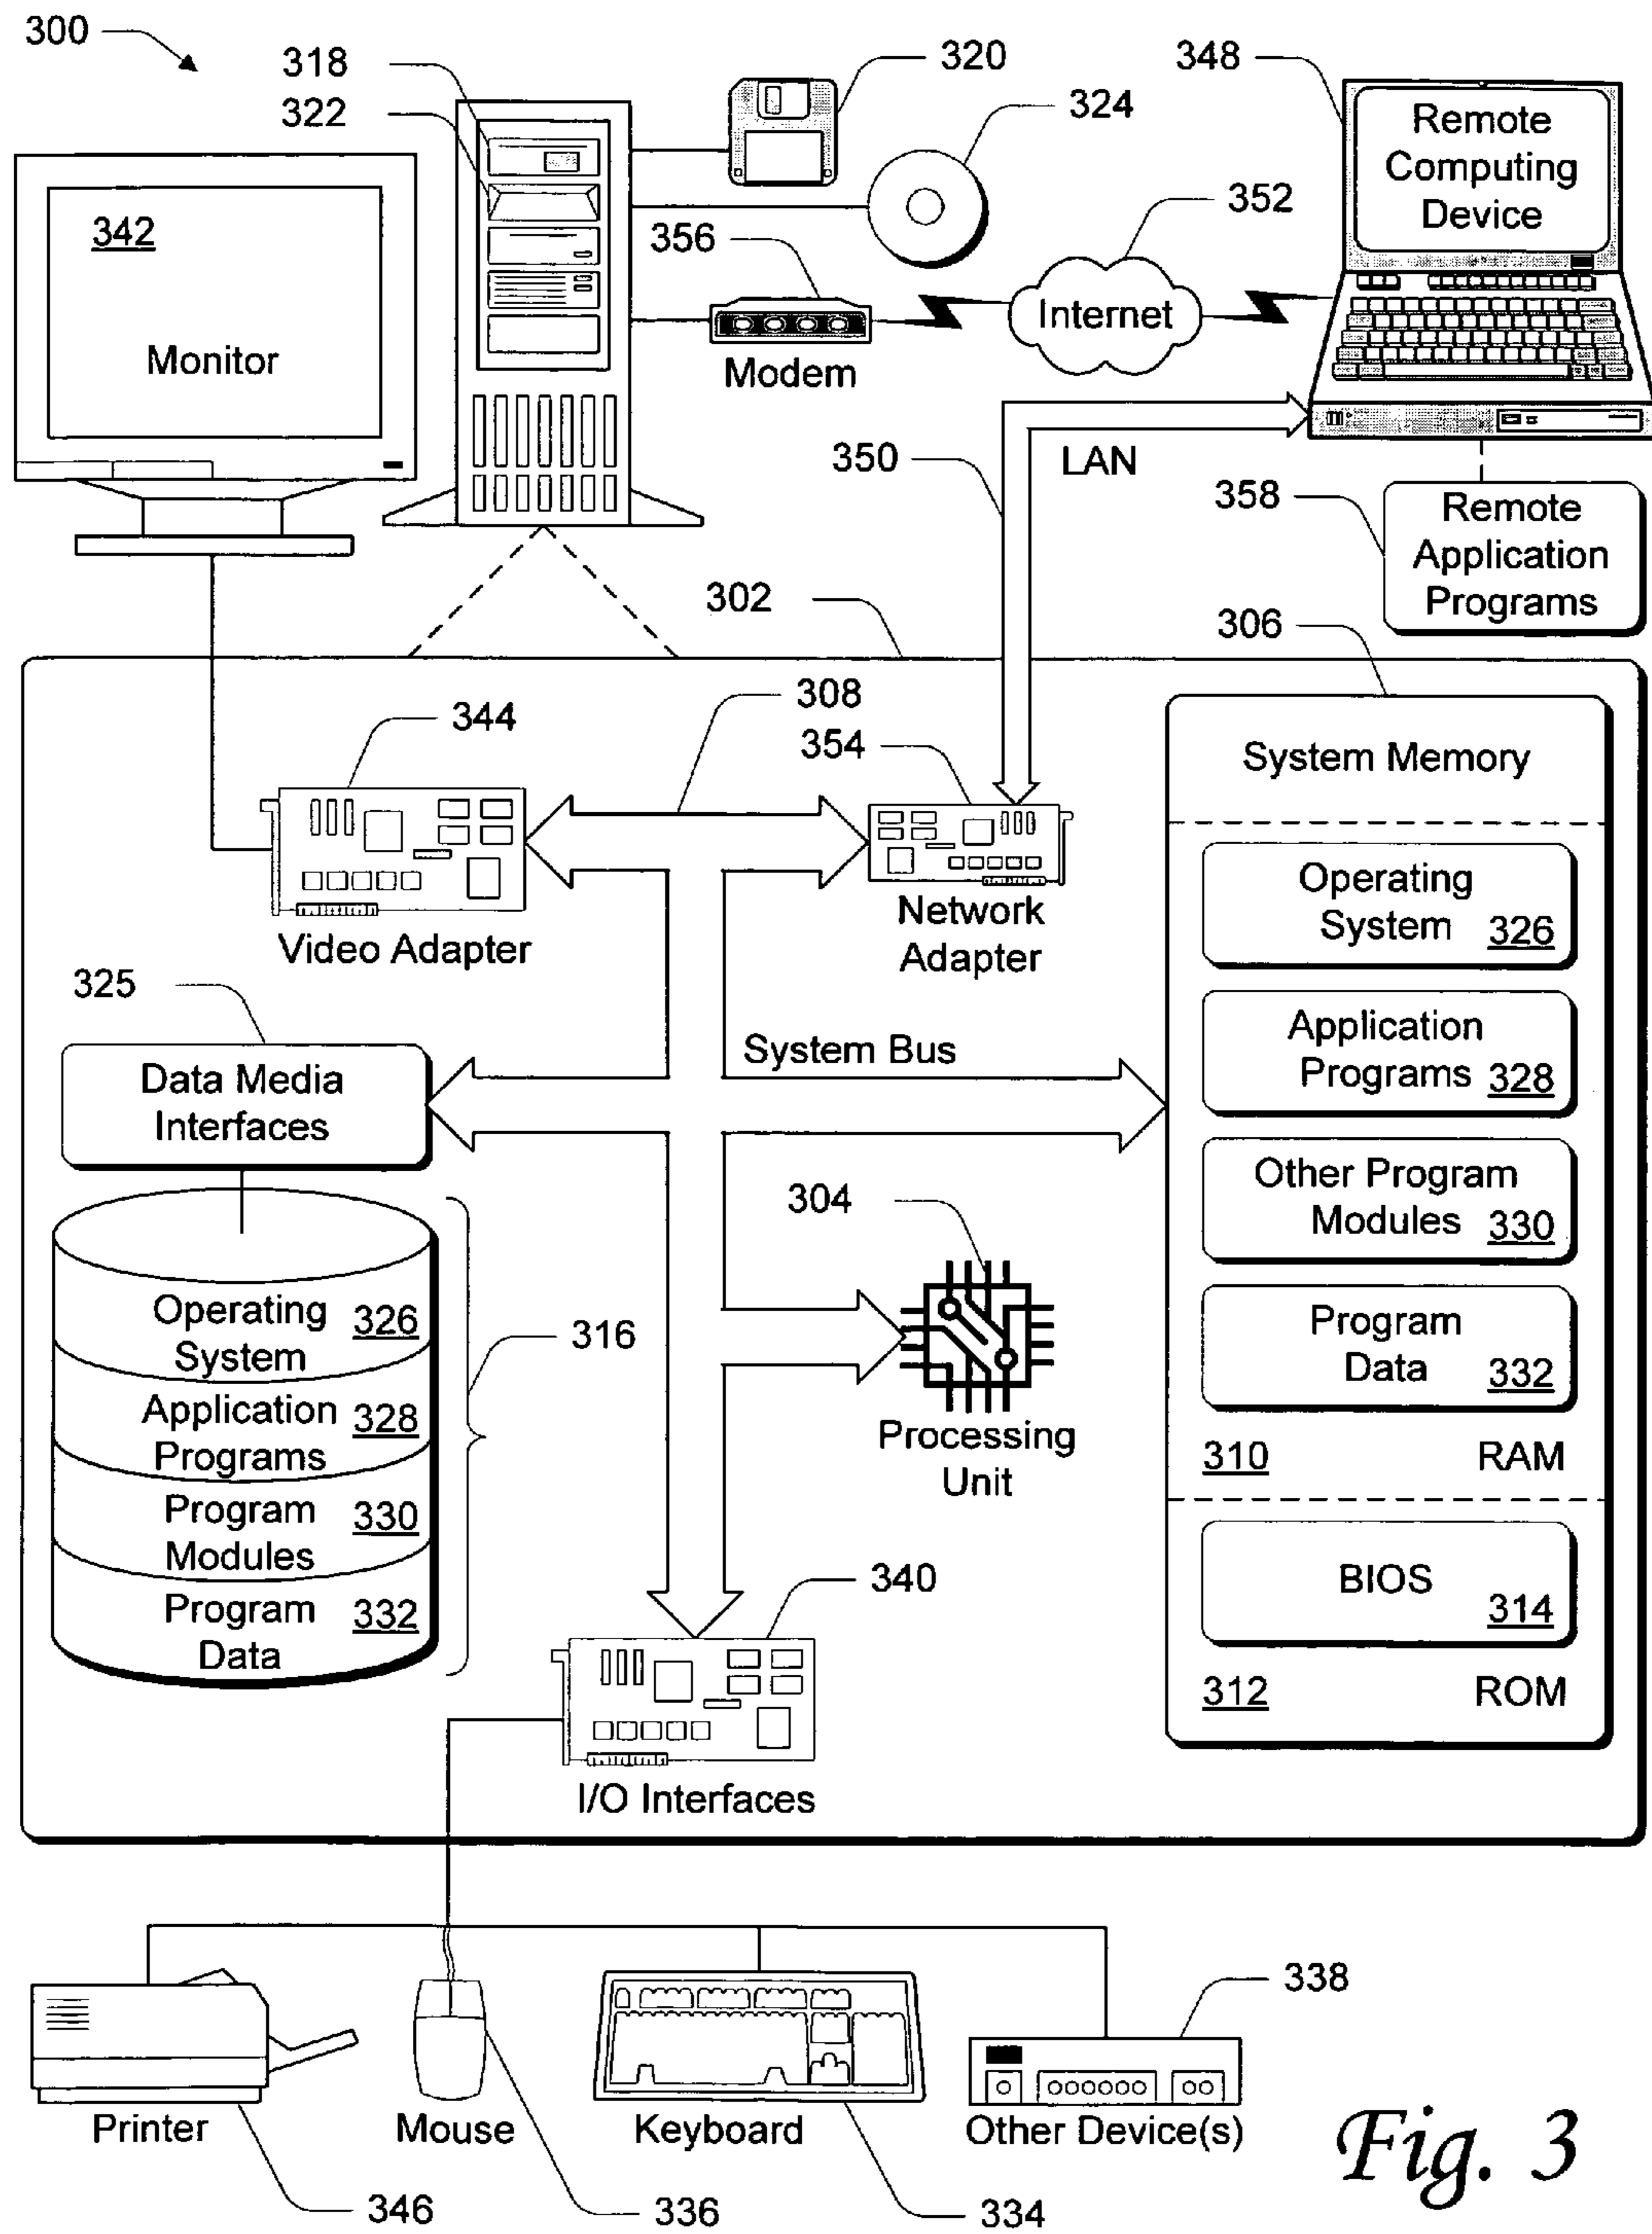 300
318
322
320
324
348
Remote
Computing
Device
342
Monitor
356
Modem
352
Internet
350
LAN
358
Remote
Application
Programs
302
306
308
344
354
Video Adapter
Network
Adapter
System Memory
Operating
System 326
Application
Programs 328
Other Program
Modules 330
Program
Data 332
310 RAM
BIOS
314
312 ROM
325
Data Media
Interfaces
System Bus
304
Processing
Unit
316
Operating
System 326
Application
Programs 328
Program
Modules 330
Program
Data 332
340
I/O Interfaces
338
Printer
Mouse
Keyboard
Other Device(s)
346
336
334
Fig. 3